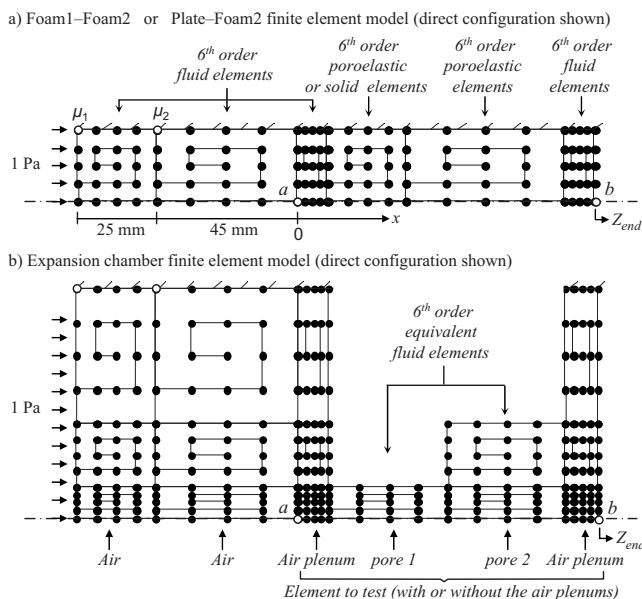 a) Foam1–Foam2 or Plate–Foam2 finite element model (direct configuration shown)
6th order
fluid elements
6th order
poroelastic
or solid elements
6th order
poroelastic
elements
6th order
fluid
elements
μ1
μ2
1 Pa
a
b
25 mm
45 mm
0
x
Zend
b) Expansion chamber finite element model (direct configuration shown)
6th order
equivalent
fluid elements
1 Pa
a
b
Zend
Air
Air
Air plenum
pore 1
pore 2
Air plenum
Element to test (with or without the air plenums)